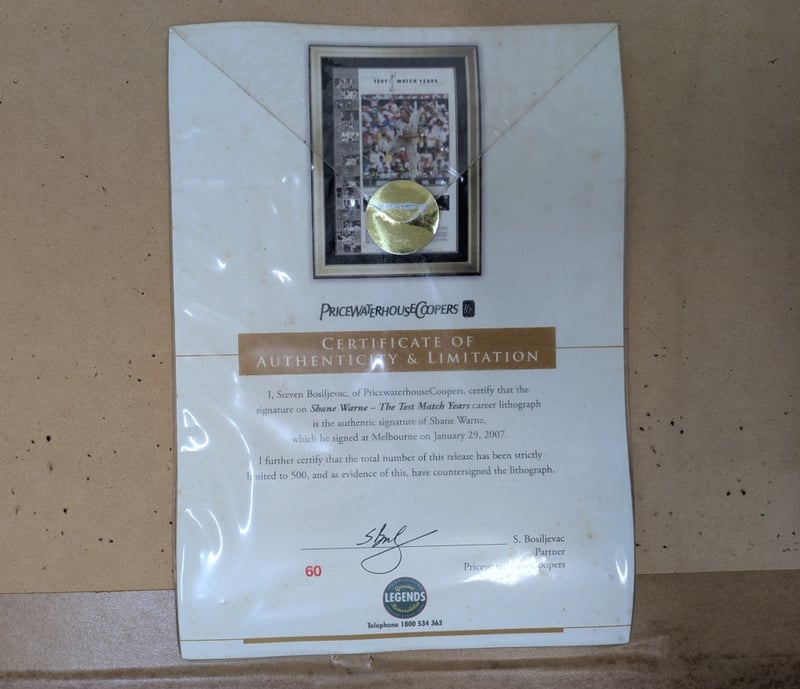 TEST MATCH YEARS
PRICEWATERHOUSECOOPERS
CERTIFICATE OF
AUTHENTICITY & LIMITATION
I, Steven Bosiljevac, of PricewaterhouseCoopers, certify that the
signature on Shane Warne – The Test Match Years career lithograph
is the authentic signature of Shane Warne,
which he signed at Melbourne on January 29, 2007.
I further certify that the total number of this release has been strictly
limited to 500, and as evidence of this, have countersigned the lithograph.
S. Bosiljevac
Partner
PricewaterhouseCoopers
60
Genuine
LEGENDS
Memorabilia
Telephone 1800 534 363